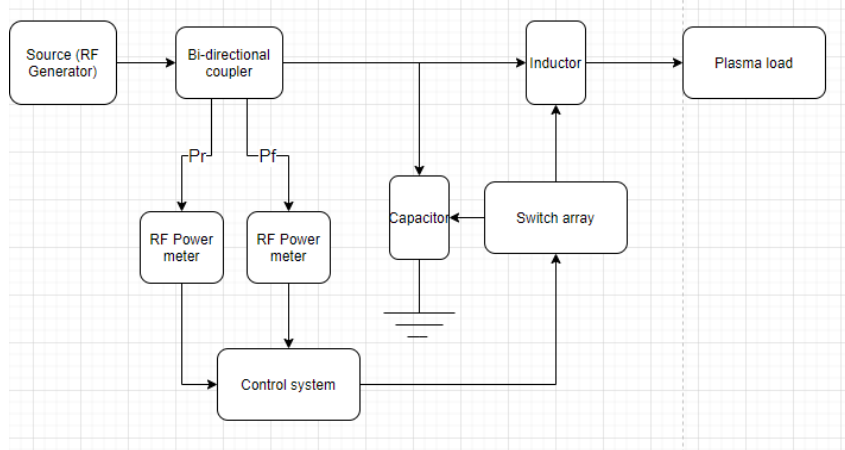 Source (RF
Generator)
Bi-directional
coupler
Inductor
Plasma load
Pr
Pf
Capacitor
Switch array
RF Power
meter
RF Power
meter
Control system